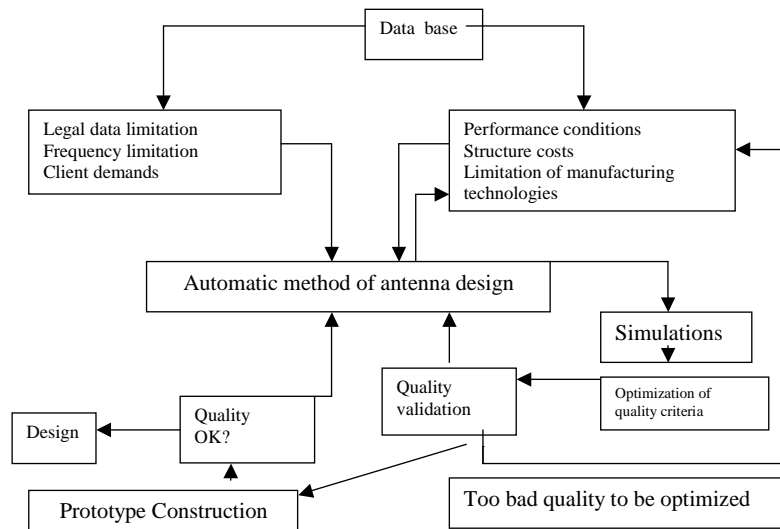 Data base
Legal data limitation
Frequency limitation
Client demands
Performance conditions
Structure costs
Limitation of manufacturing
technologies
Automatic method of antenna design
Simulations
Optimization of
quality criteria
Quality
validation
Quality
OK?
Design
Prototype Construction
Too bad quality to be optimized